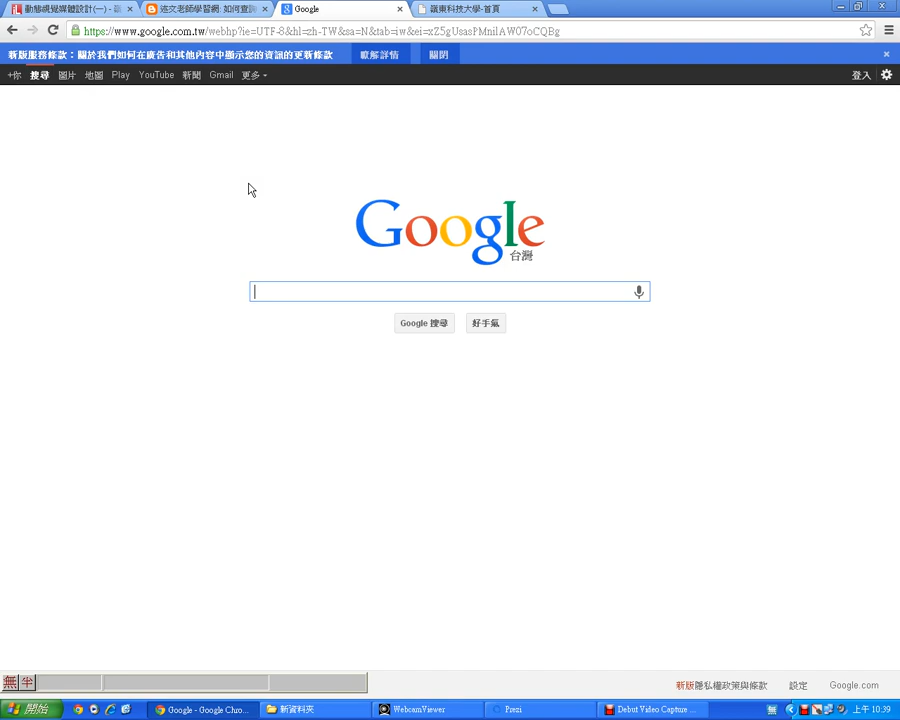 動態視覺媒體設計(一) -
迄文老師學習網: 如何查詢
Google
嶺東科技大學-首頁
https://www.google.com.tw/webhp?ie=UTF-8&hl=zh-TW&sa=N&tab=iw&ei=xZ5gUsasPMniIAW07oCQBg
新版服務條款：關於我們如何在廣告和其他內容中顯示您的資訊的更新條款 瞭解詳情 關閉
+你 搜尋 圖片 地圖 Play YouTube 新聞 Gmail 更多 登入
Google
台灣
Google 搜尋 好手氣
無 半
新版隱私權政策與條款 設定 Google.com
開始 Google - Google Chro... 新資料夾 WebcamViewer Prezi Debut Video Capture ... 無 上午 10:39